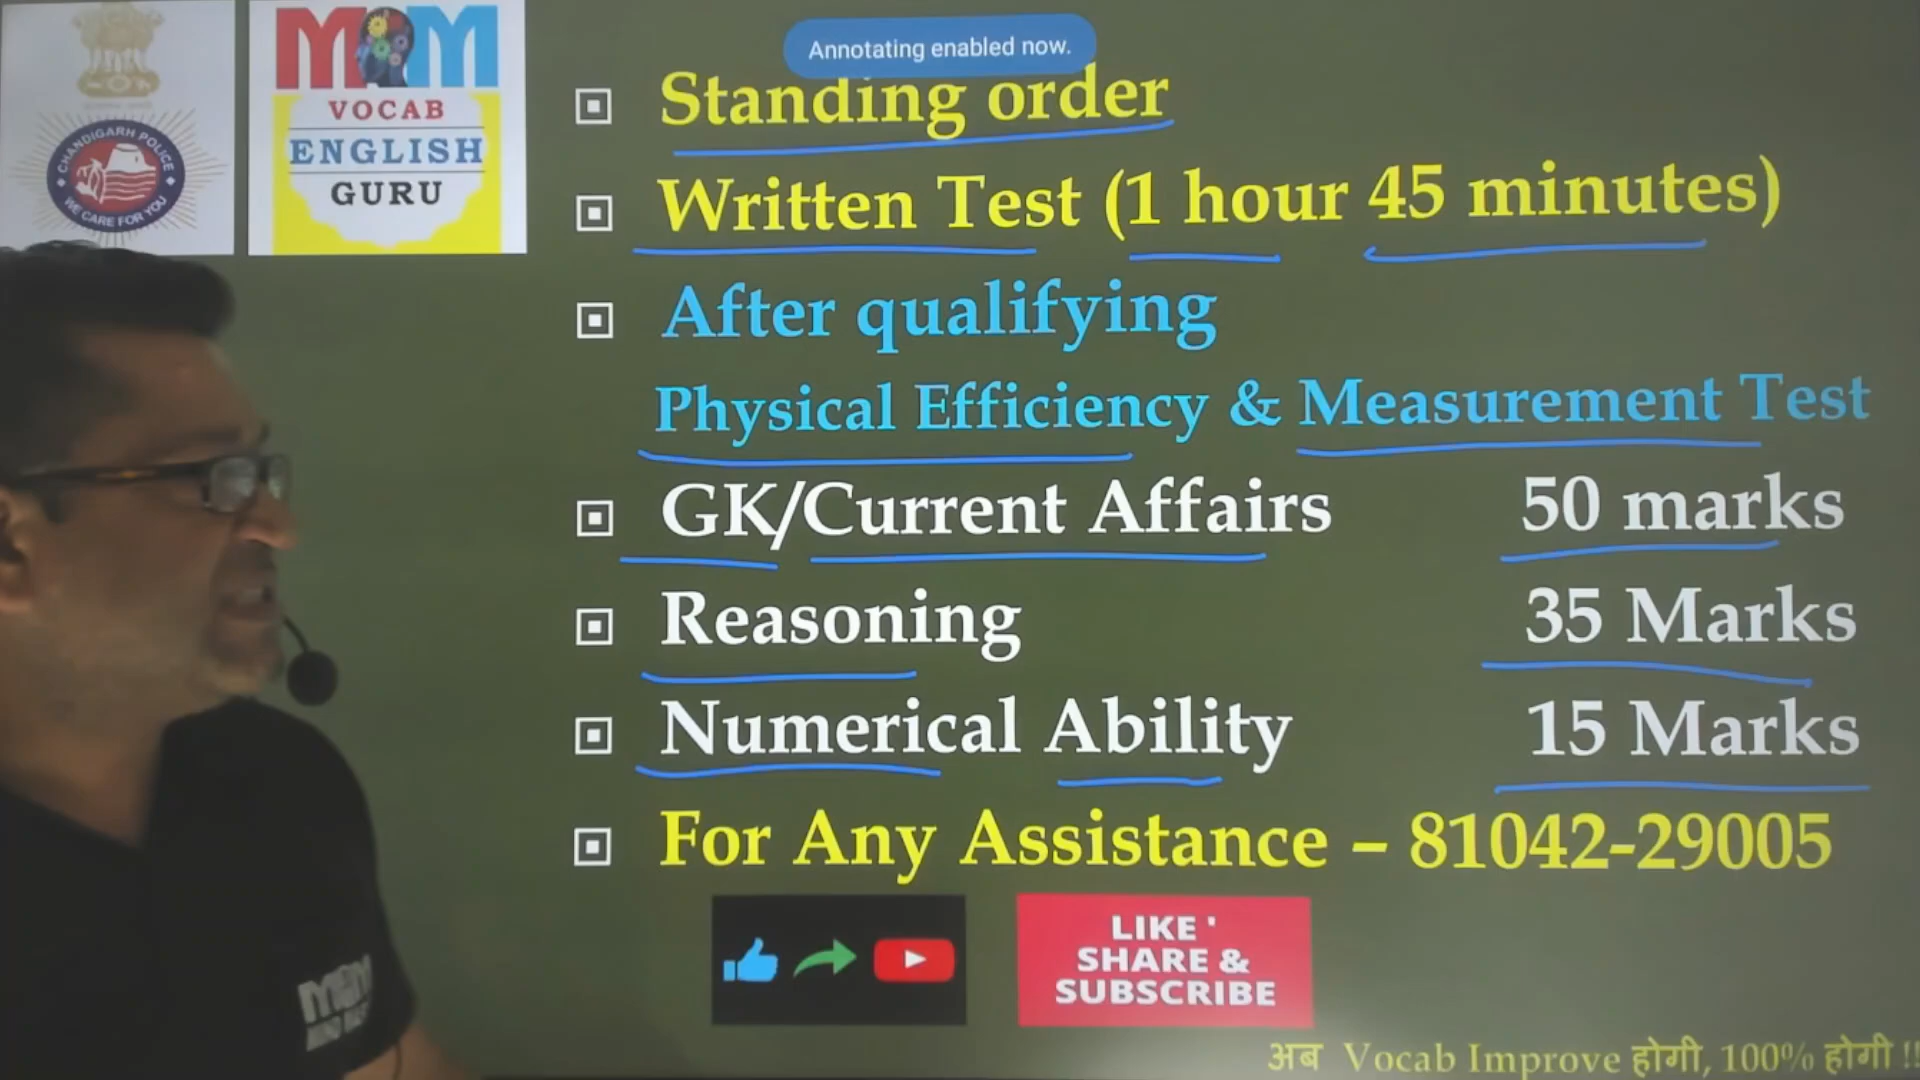 CHANDIGARH POLICE
WE CARE FOR YOU
VOCAB
ENGLISH
GURU
Annotating enabled now.
Standing order
Written Test (1 hour 45 minutes)
After qualifying
Physical Efficiency & Measurement Test
GK/Current Affairs 50 marks
Reasoning 35 Marks
Numerical Ability 15 Marks
For Any Assistance – 81042-29005
LIKE '
SHARE &
SUBSCRIBE
अब Vocab Improve होगी, 100% होगी !!